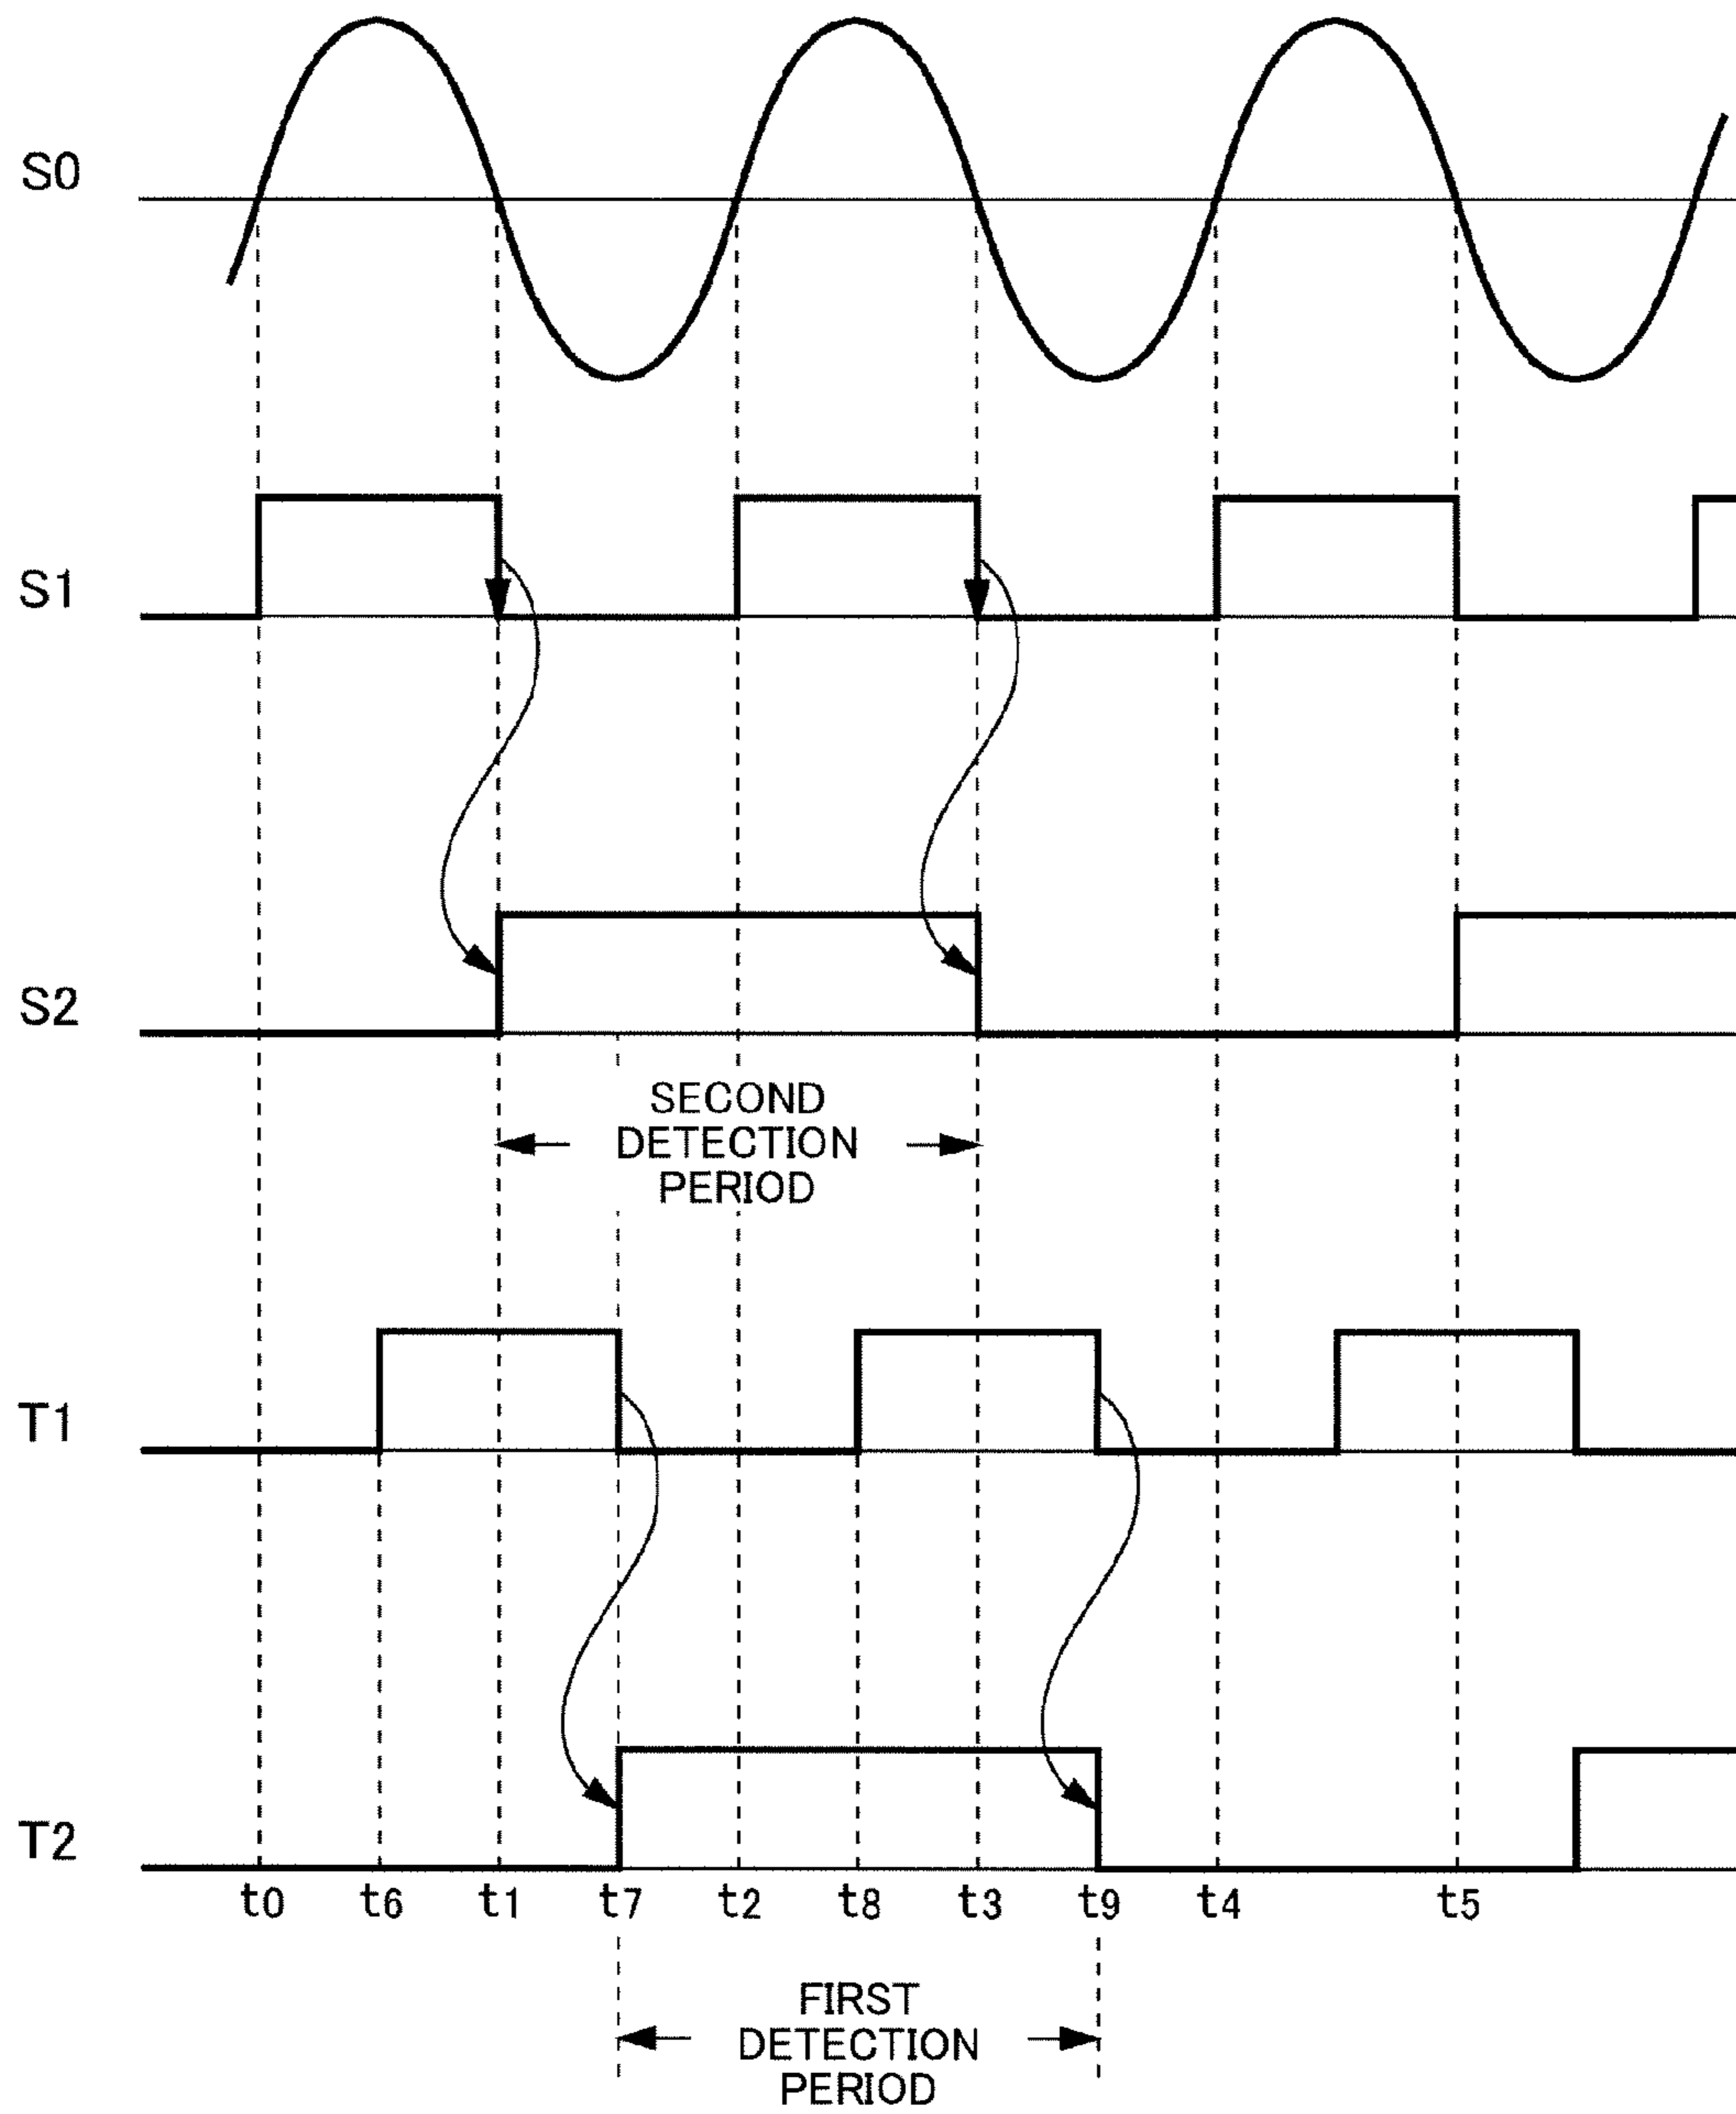 S0
S1
S2
SECOND
DETECTION
PERIOD
T1
T2
t0 t6 t1 t7 t2 t8 t3 t9 t4 t5
FIRST
DETECTION
PERIOD